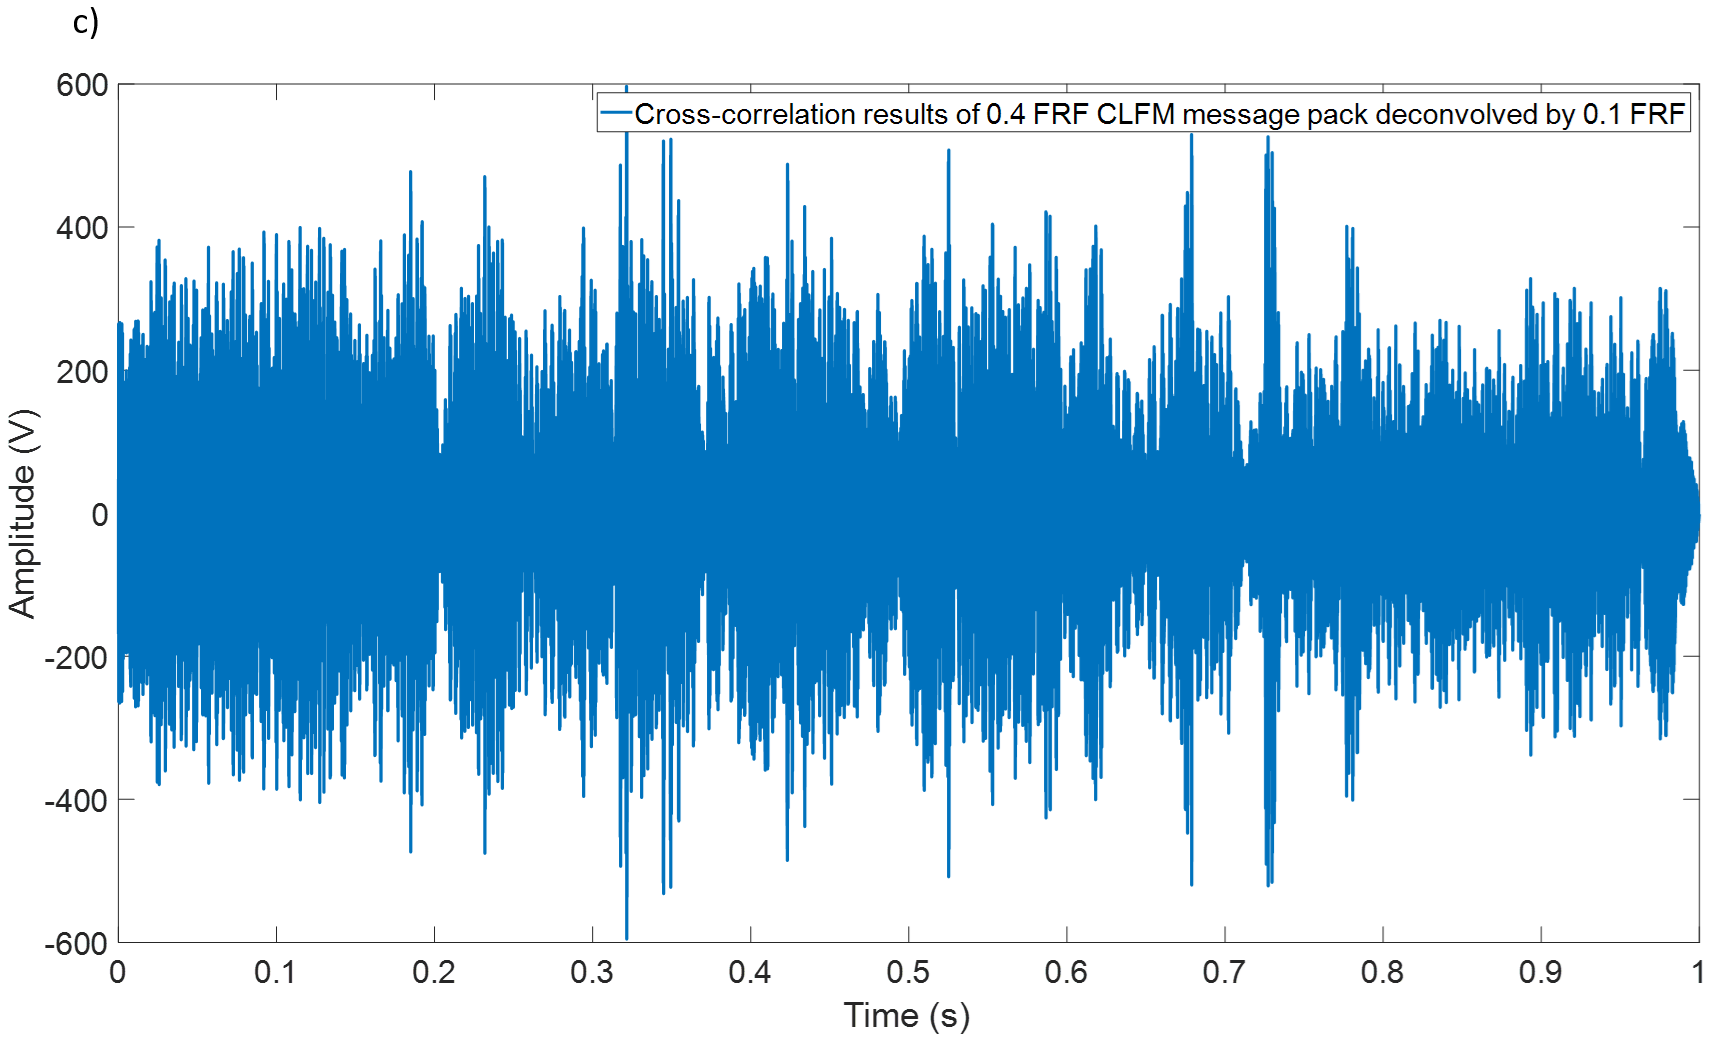 c)
600
Cross-correlation results of 0.4 FRF CLFM message pack deconvolved by 0.1 FRF
400
200
0
-200
-400
-600
Amplitude (V)
0 0.1 0.2 0.3 0.4 0.5 0.6 0.7 0.8 0.9 1
Time (s)